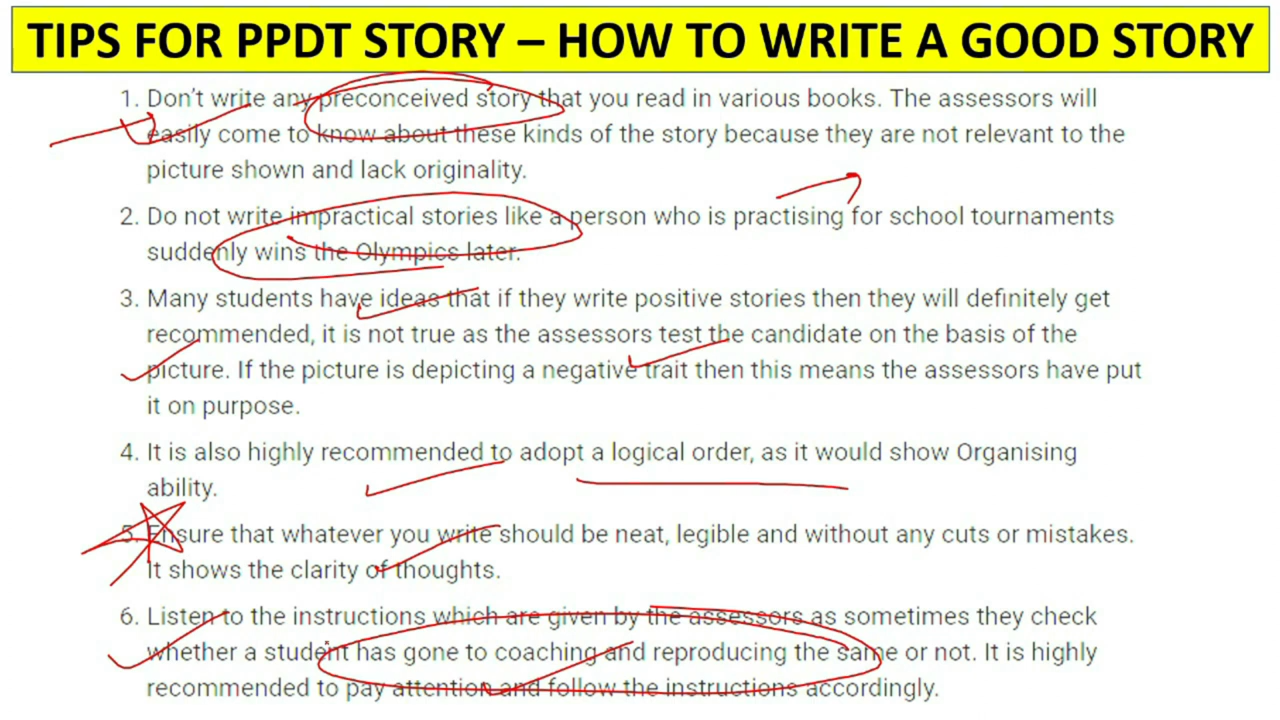 TIPS FOR PPDT STORY – HOW TO WRITE A GOOD STORY
1. Don't write any preconceived story that you read in various books. The assessors will
easily come to know about these kinds of the story because they are not relevant to the
picture shown and lack originality.
2. Do not write impractical stories like a person who is practising for school tournaments
suddenly wins the Olympics later.
3. Many students have ideas that if they write positive stories then they will definitely get
recommended, it is not true as the assessors test the candidate on the basis of the
picture. If the picture is depicting a negative trait then this means the assessors have put
it on purpose.
4. It is also highly recommended to adopt a logical order, as it would show Organising
ability.
5. Ensure that whatever you write should be neat, legible and without any cuts or mistakes.
It shows the clarity of thoughts.
6. Listen to the instructions which are given by the assessors as sometimes they check
whether a student has gone to coaching and reproducing the same or not. It is highly
recommended to pay attention and follow the instructions accordingly.